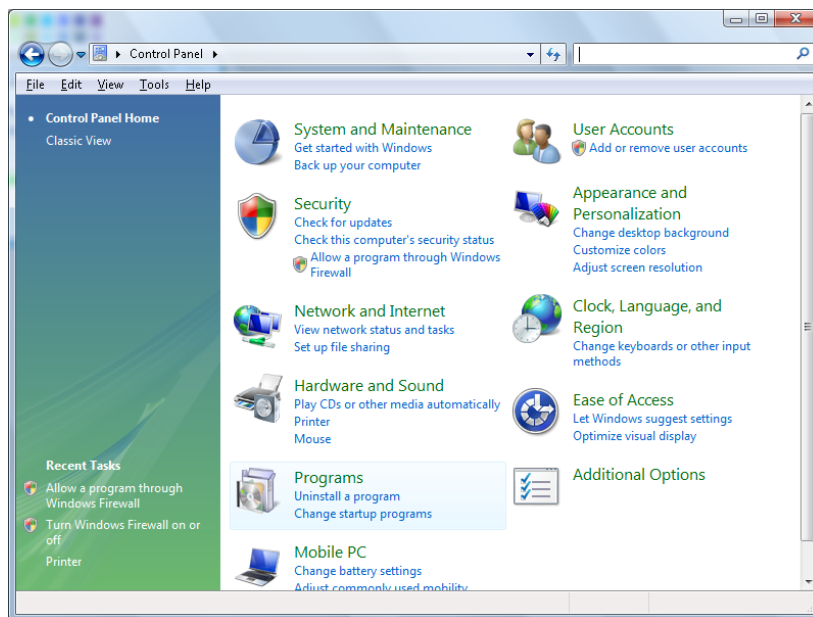 Control Panel
File Edit View Tools Help
Control Panel Home
Classic View
Recent Tasks
Allow a program through
Windows Firewall
Turn Windows Firewall on or
off
Printer
System and Maintenance
Get started with Windows
Back up your computer
Security
Check for updates
Check this computer's security status
Allow a program through Windows
Firewall
Network and Internet
View network status and tasks
Set up file sharing
Hardware and Sound
Play CDs or other media automatically
Printer
Mouse
Programs
Uninstall a program
Change startup programs
Mobile PC
Change battery settings
Adjust commonly used mobility
User Accounts
Add or remove user accounts
Appearance and
Personalization
Change desktop background
Customize colors
Adjust screen resolution
Clock, Language, and
Region
Change keyboards or other input
methods
Ease of Access
Let Windows suggest settings
Optimize visual display
Additional Options